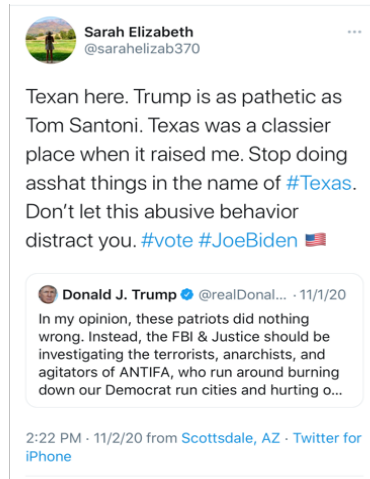 Sarah Elizabeth
@sarahelizab370
Texan here. Trump is as pathetic as
Tom Santoni. Texas was a classier
place when it raised me. Stop doing
asshat things in the name of #Texas.
Don't let this abusive behavior
distract you. #vote #JoeBiden 🇺🇸
Donald J. Trump @realDonal... · 11/1/20
In my opinion, these patriots did nothing
wrong. Instead, the FBI & Justice should be
investigating the terrorists, anarchists, and
agitators of ANTIFA, who run around burning
down our Democrat run cities and hurting o...
2:22 PM · 11/2/20 from Scottsdale, AZ · Twitter for
iPhone